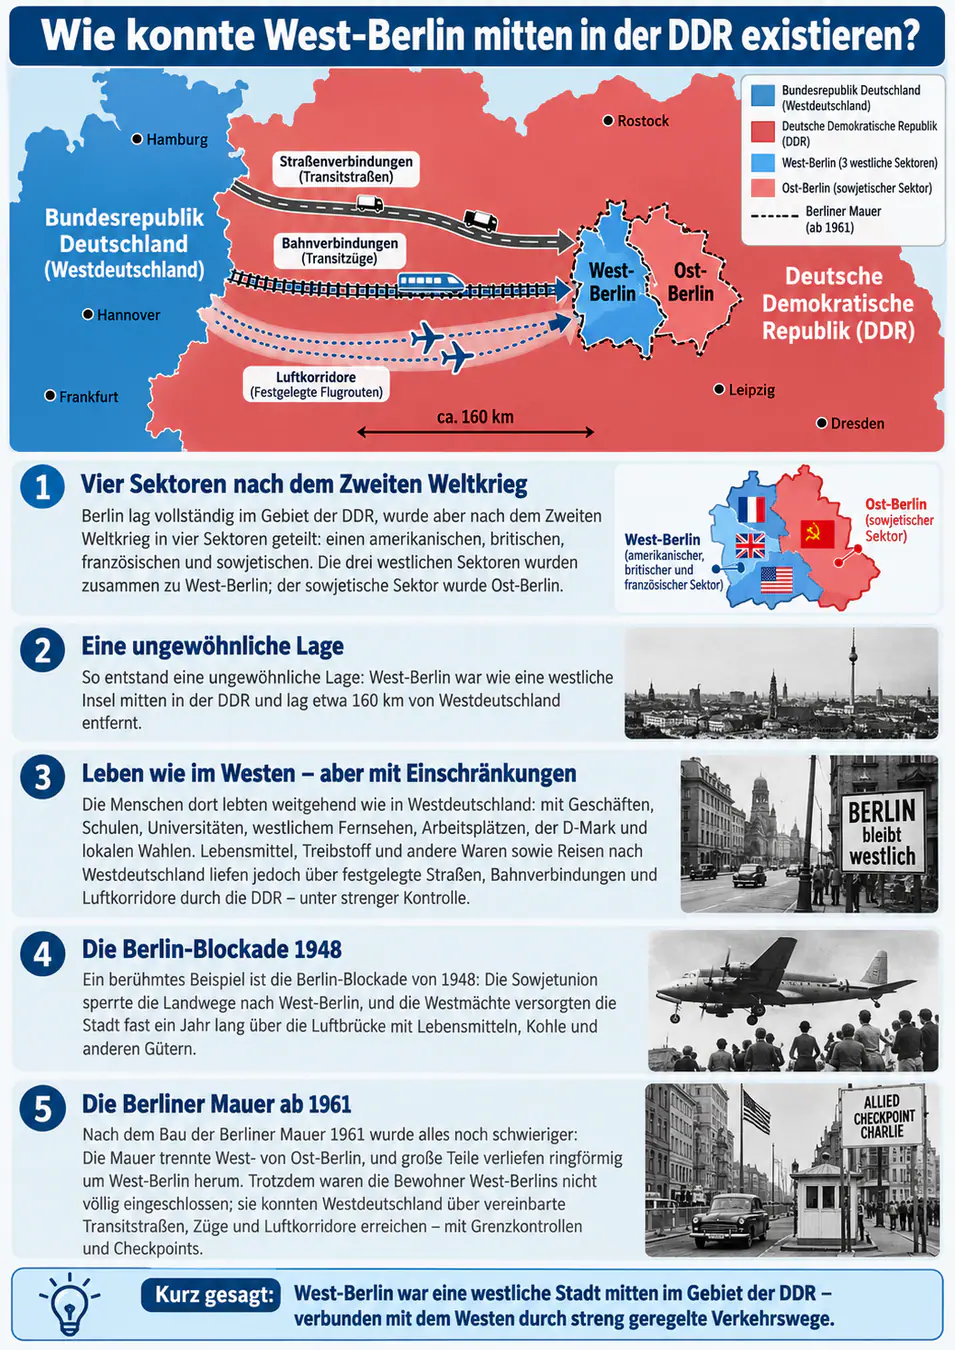 Wie konnte West-Berlin mitten in der DDR existieren?
Hamburg
Rostock
Bundesrepublik Deutschland
(Westdeutschland)
Deutsche Demokratische Republik
(DDR)
West-Berlin (3 westliche Sektoren)
Ost-Berlin (sowjetischer Sektor)
Berliner Mauer
(ab 1961)
Straßenverbindungen
(Transitstraßen)
Bundesrepublik
Deutschland
(Westdeutschland)
Bahnverbindungen
(Transitzüge)
West-
Berlin
Ost-
Berlin
Deutsche
Demokratische
Republik (DDR)
Hannover
Luftkorridore
(Festgelegte Flugrouten)
Frankfurt
Leipzig
ca. 160 km
Dresden
1
Vier Sektoren nach dem Zweiten Weltkrieg
Berlin lag vollständig im Gebiet der DDR, wurde aber nach dem Zweiten
Weltkrieg in vier Sektoren geteilt: einen amerikanischen, britischen,
französischen und sowjetischen. Die drei westlichen Sektoren wurden
zusammen zu West-Berlin; der sowjetische Sektor wurde Ost-Berlin.
West-Berlin
(amerikanischer,
britischer und
französischer Sektor)
Ost-Berlin
(sowjetischer
Sektor)
2
Eine ungewöhnliche Lage
So entstand eine ungewöhnliche Lage: West-Berlin war wie eine westliche
Insel mitten in der DDR und lag etwa 160 km von Westdeutschland
entfernt.
3
Leben wie im Westen – aber mit Einschränkungen
Die Menschen dort lebten weitgehend wie in Westdeutschland: mit Geschäften,
Schulen, Universitäten, westlichem Fernsehen, Arbeitsplätzen, der D-Mark und
lokalen Wahlen. Lebensmittel, Treibstoff und andere Waren sowie Reisen nach
Westdeutschland liefen jedoch über festgelegte Straßen, Bahnverbindungen und
Luftkorridore durch die DDR – unter strenger Kontrolle.
BERLIN
bleibt
westlich
4
Die Berlin-Blockade 1948
Ein berühmtes Beispiel ist die Berlin-Blockade von 1948: Die Sowjetunion
sperrte die Landwege nach West-Berlin, und die Westmächte versorgten die
Stadt fast ein Jahr lang über die Luftbrücke mit Lebensmitteln, Kohle und
anderen Gütern.
5
Die Berliner Mauer ab 1961
Nach dem Bau der Berliner Mauer 1961 wurde alles noch schwieriger:
Die Mauer trennte West- von Ost-Berlin, und große Teile verliefen ringförmig
um West-Berlin herum. Trotzdem waren die Bewohner West-Berlins nicht
völlig eingeschlossen; sie konnten Westdeutschland über vereinbarte
Transitstraßen, Züge und Luftkorridore erreichen – mit Grenzkontrollen
und Checkpoints.
ALLIED
CHECKPOINT
CHARLIE
Kurz gesagt:
West-Berlin war eine westliche Stadt mitten im Gebiet der DDR –
verbunden mit dem Westen durch streng geregelte Verkehrswege.